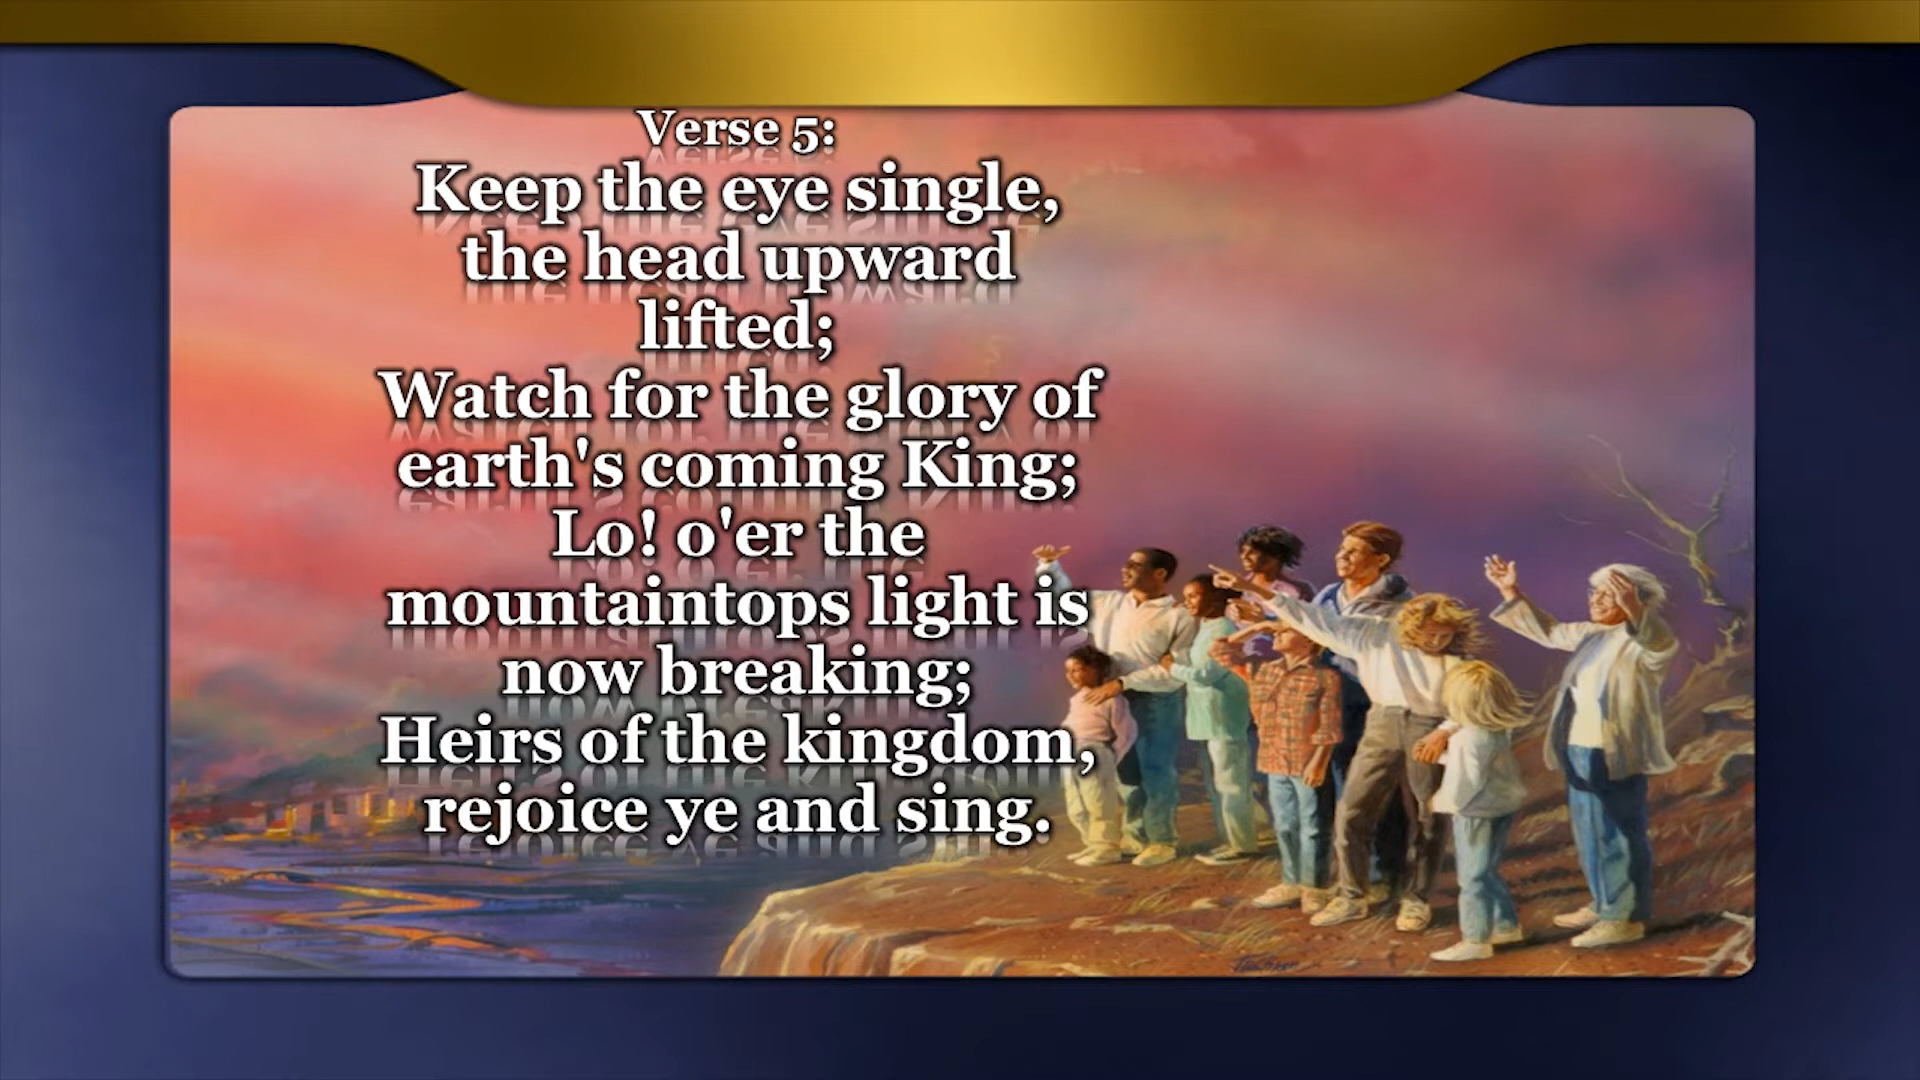 Verse 5:
Keep the eye single,
the head upward
lifted;
Watch for the glory of
earth's coming King;
Lo! o'er the
mountaintops light is
now breaking;
Heirs of the kingdom,
rejoice ye and sing.